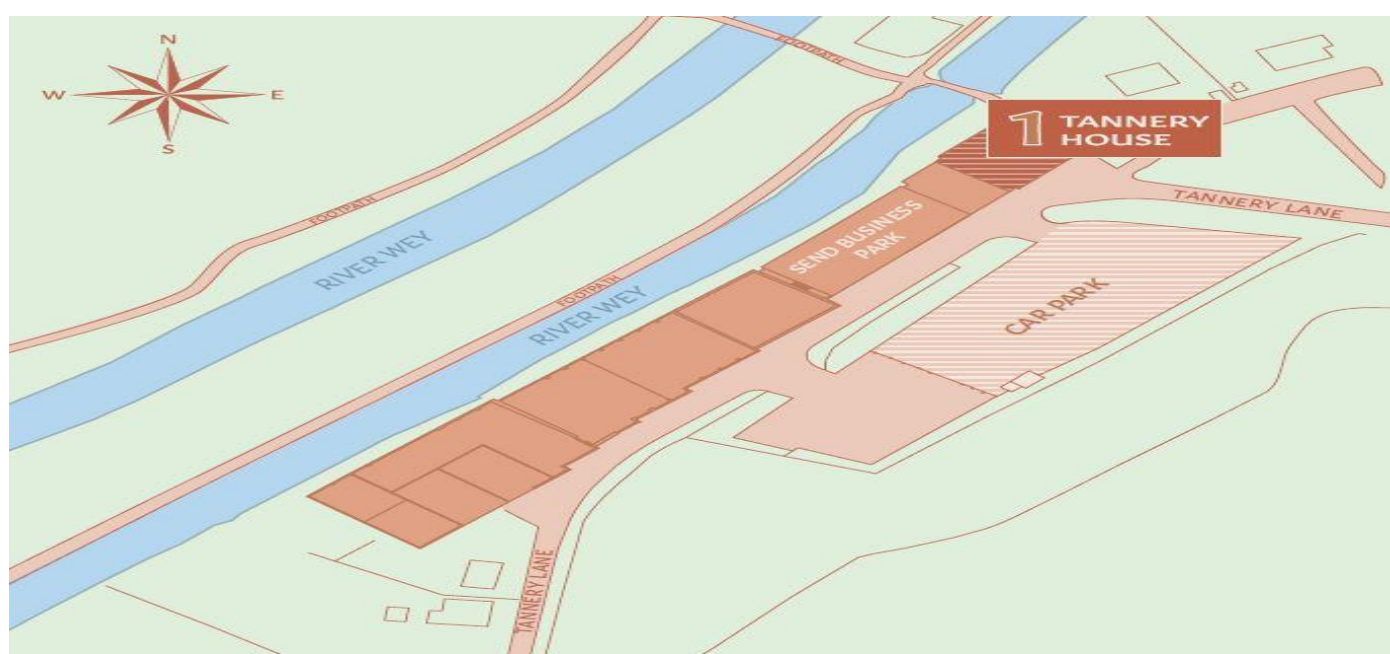 N
W
E
S
FOOTPATH
1 TANNERY
HOUSE
TANNERY LANE
FOOTPATH
SEND BUSINESS
PARK
RIVER WEY
FOOTPATH
CAR PARK
RIVER WEY
TANNERY LANE